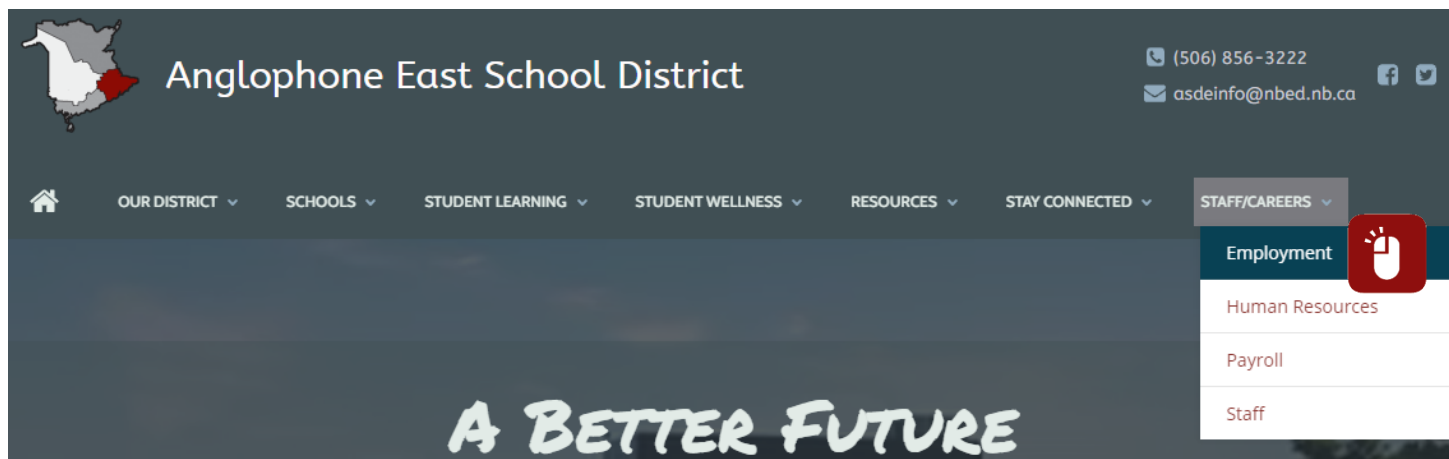 Anglophone East School District
(506) 856-3222
asdeinfo@nbed.nb.ca
OUR DISTRICT SCHOOLS STUDENT LEARNING STUDENT WELLNESS RESOURCES STAY CONNECTED STAFF/CAREERS
Employment
Human Resources
Payroll
Staff
A BETTER FUTURE